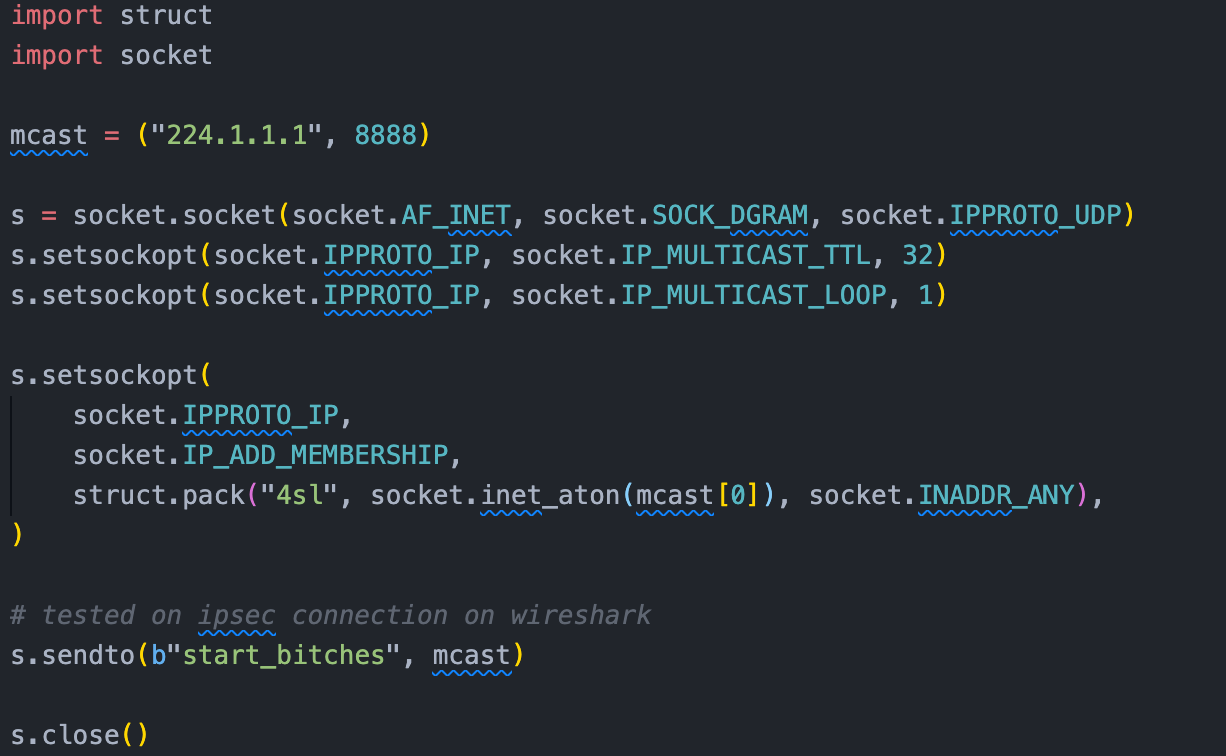 import struct
import socket

mcast = ("224.1.1.1", 8888)

s = socket.socket(socket.AF_INET, socket.SOCK_DGRAM, socket.IPPROTO_UDP)
s.setsockopt(socket.IPPROTO_IP, socket.IP_MULTICAST_TTL, 32)
s.setsockopt(socket.IPPROTO_IP, socket.IP_MULTICAST_LOOP, 1)

s.setsockopt(
    socket.IPPROTO_IP,
    socket.IP_ADD_MEMBERSHIP,
    struct.pack("4sl", socket.inet_aton(mcast[0]), socket.INADDR_ANY),
)

# tested on ipsec connection on wireshark
s.sendto(b"start_bitches", mcast)

s.close()